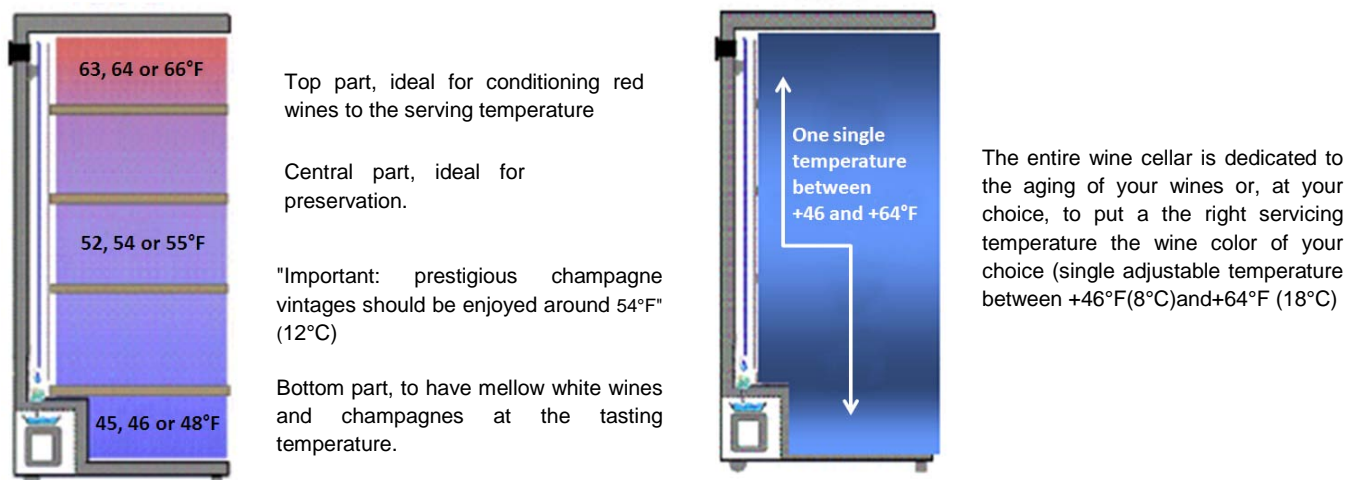 63, 64 or 66°F
52, 54 or 55°F
45, 46 or 48°F
Top part, ideal for conditioning red
wines to the serving temperature
Central part, ideal for
preservation.
"Important: prestigious champagne
vintages should be enjoyed around 54°F"
(12°C)
Bottom part, to have mellow white wines
and champagnes at the tasting
temperature.
One single
temperature
between
+46 and +64°F
The entire wine cellar is dedicated to
the aging of your wines or, at your
choice, to put a the right servicing
temperature the wine color of your
choice (single adjustable temperature
between +46°F(8°C)and+64°F (18°C)